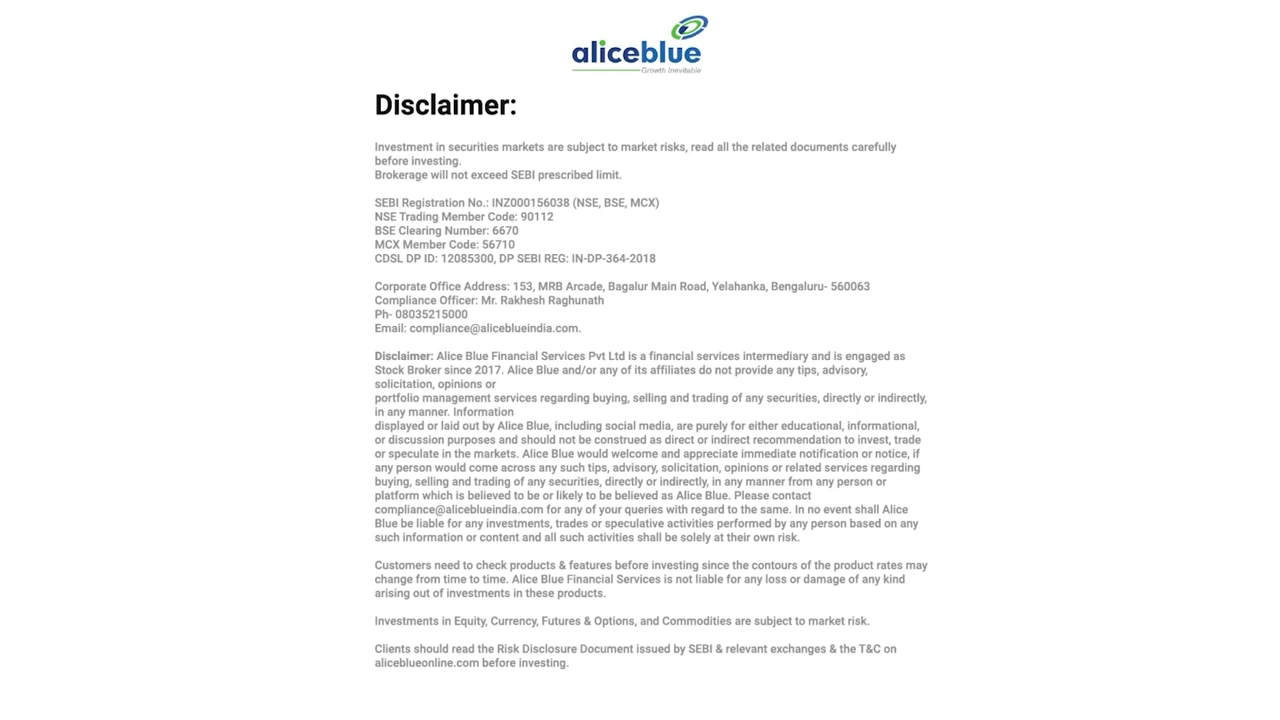 aliceblue
Growth Inevitable
Disclaimer:
Investment in securities markets are subject to market risks, read all the related documents carefully
before investing.
Brokerage will not exceed SEBI prescribed limit.
SEBI Registration No.: INZ000156038 (NSE, BSE, MCX)
NSE Trading Member Code: 90112
BSE Clearing Number: 6670
MCX Member Code: 56710
CDSL DP ID: 12085300, DP SEBI REG: IN-DP-364-2018
Corporate Office Address: 153, MRB Arcade, Bagalur Main Road, Yelahanka, Bengaluru- 560063
Compliance Officer: Mr. Rakhesh Raghunath
Ph- 08035215000
Email: compliance@aliceblueindia.com.
Disclaimer: Alice Blue Financial Services Pvt Ltd is a financial services intermediary and is engaged as
Stock Broker since 2017. Alice Blue and/or any of its affiliates do not provide any tips, advisory,
solicitation, opinions or
portfolio management services regarding buying, selling and trading of any securities, directly or indirectly,
in any manner. Information
displayed or laid out by Alice Blue, including social media, are purely for either educational, informational,
or discussion purposes and should not be construed as direct or indirect recommendation to invest, trade
or speculate in the markets. Alice Blue would welcome and appreciate immediate notification or notice, if
any person would come across any such tips, advisory, solicitation, opinions or related services regarding
buying, selling and trading of any securities, directly or indirectly, in any manner from any person or
platform which is believed to be or likely to be believed as Alice Blue. Please contact
compliance@aliceblueindia.com for any of your queries with regard to the same. In no event shall Alice
Blue be liable for any investments, trades or speculative activities performed by any person based on any
such information or content and all such activities shall be solely at their own risk.
Customers need to check products & features before investing since the contours of the product rates may
change from time to time. Alice Blue Financial Services is not liable for any loss or damage of any kind
arising out of investments in these products.
Investments in Equity, Currency, Futures & Options, and Commodities are subject to market risk.
Clients should read the Risk Disclosure Document issued by SEBI & relevant exchanges & the T&C on
aliceblueonline.com before investing.